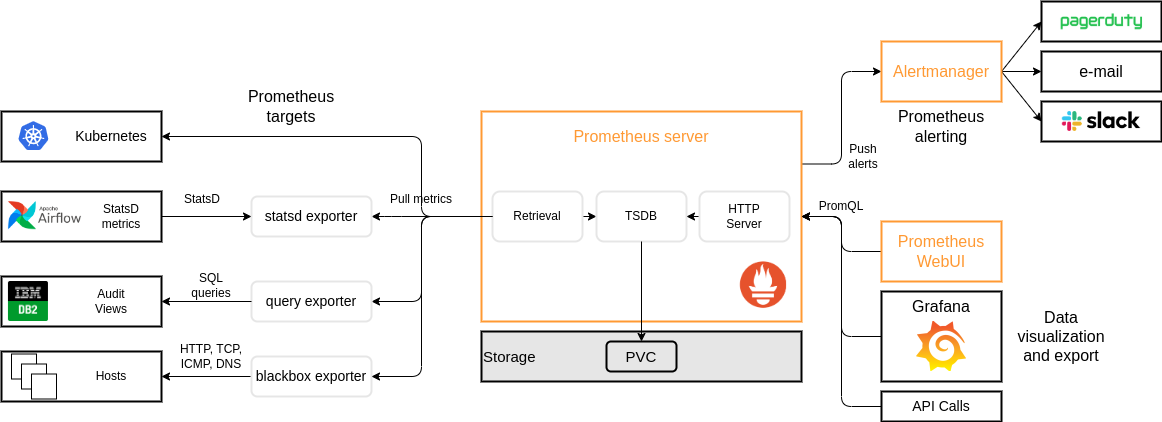 Prometheus
targets
Kubernetes
APACHE
Airflow
StatsD
metrics
StatsD
statsd exporter
IBM
DB2
Audit
Views
SQL
queries
query exporter
Hosts
HTTP, TCP,
ICMP, DNS
blackbox exporter
Pull metrics
Prometheus server
Retrieval
TSDB
HTTP
Server
Storage
PVC
Push
alerts
PromQL
Alertmanager
Prometheus
alerting
pagerduty
e-mail
slack
Prometheus
WebUI
Grafana
API Calls
Data
visualization
and export